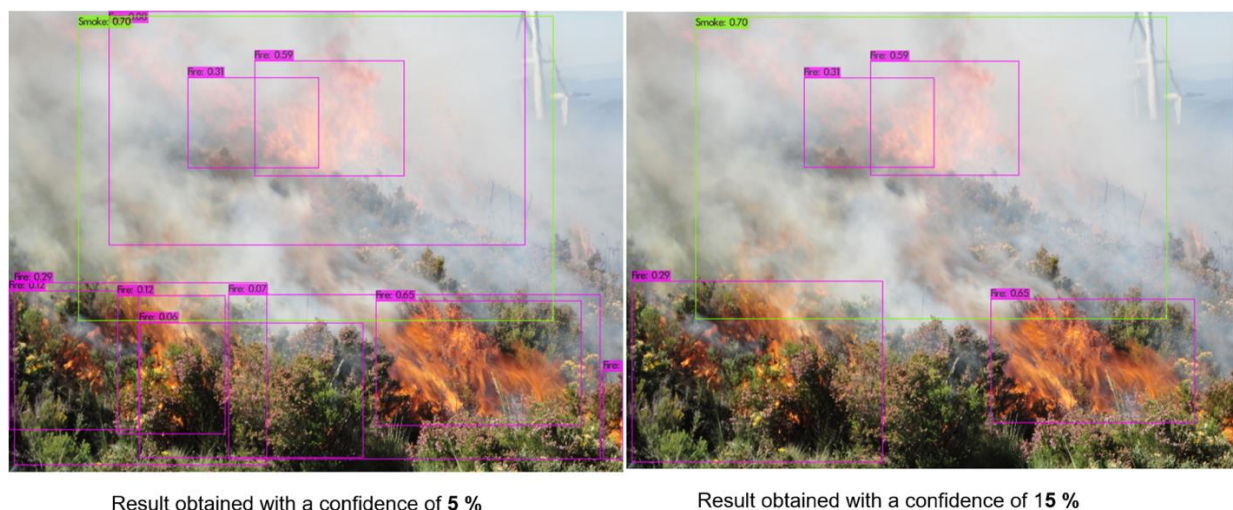 Smoke: 0.70
Fire: 0.59
Fire: 0.31
Fire: 0.29
Fire: 0.12
Fire: 0.12
Fire: 0.07
Fire: 0.65
Fire: 0.06
Fire:
Result obtained with a confidence of 5 %
Smoke: 0.70
Fire: 0.59
Fire: 0.31
Fire: 0.29
Fire: 0.65
Result obtained with a confidence of 15 %